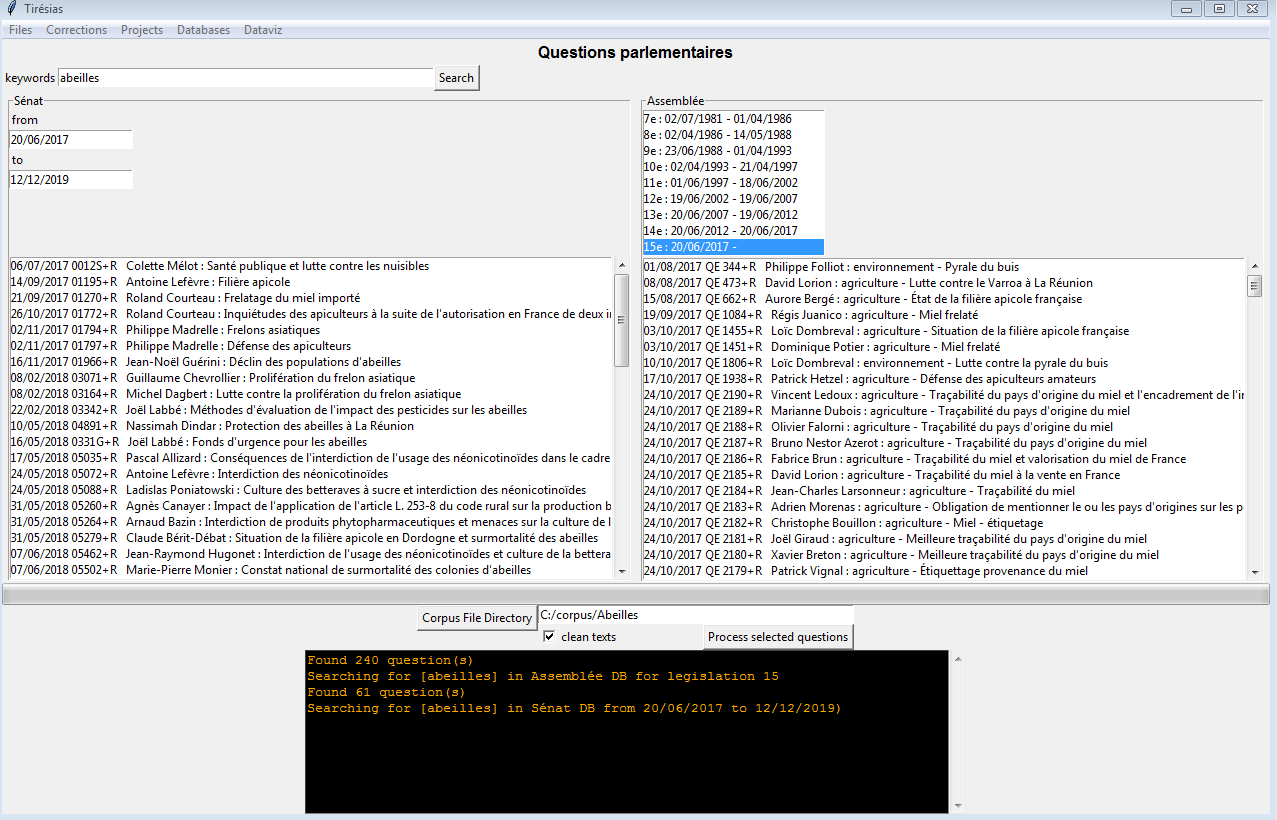 Tirésias
Files Corrections Projects Databases Dataviz
Questions parlementaires
keywords abeilles Search
Sénat
from
20/06/2017
to
12/12/2019
06/07/2017 0012S+R Colette Mélot : Santé publique et lutte contre les nuisibles
14/09/2017 01195+R Antoine Lefèvre : Filière apicole
21/09/2017 01270+R Roland Courteau : Frelatage du miel importé
26/10/2017 01772+R Roland Courteau : Inquiétudes des apiculteurs à la suite de l'autorisation en France de deux i
02/11/2017 01794+R Philippe Madrelle : Frelons asiatiques
02/11/2017 01797+R Philippe Madrelle : Défense des apiculteurs
16/11/2017 01966+R Jean-Noël Guérini : Déclin des populations d'abeilles
08/02/2018 03071+R Guillaume Chevrollier : Prolifération du frelon asiatique
08/02/2018 03164+R Michel Dagbert : Lutte contre la prolifération du frelon asiatique
22/02/2018 03342+R Joël Labbé : Méthodes d'évaluation de l'impact des pesticides sur les abeilles
10/05/2018 04891+R Nassimah Dindar : Protection des abeilles à La Réunion
16/05/2018 0331G+R Joël Labbé : Fonds d'urgence pour les abeilles
17/05/2018 05035+R Pascal Allizard : Conséquences de l'interdiction de l'usage des néonicotinoïdes dans le cadre
24/05/2018 05072+R Antoine Lefèvre : Interdiction des néonicotinoïdes
24/05/2018 05088+R Ladislas Poniatowski : Culture des betteraves à sucre et interdiction des néonicotinoïdes
31/05/2018 05260+R Agnès Canayer : Impact de l'application de l'article L. 253-8 du code rural sur la production b
31/05/2018 05264+R Arnaud Bazin : Interdiction de produits phytopharmaceutiques et menaces sur la culture de l
31/05/2018 05279+R Claude Bérit-Débat : Situation de la filière apicole en Dordogne et surmortalité des abeilles
07/06/2018 05462+R Jean-Raymond Hugonet : Interdiction de l'usage des néonicotinoïdes et culture de la bettera
07/06/2018 05502+R Marie-Pierre Monier : Constat national de surmortalité des colonies d'abeilles
Assemblée
7e : 02/07/1981 - 01/04/1986
8e : 02/04/1986 - 14/05/1988
9e : 23/06/1988 - 01/04/1993
10e : 02/04/1993 - 21/04/1997
11e : 01/06/1997 - 18/06/2002
12e : 19/06/2002 - 19/06/2007
13e : 20/06/2007 - 19/06/2012
14e : 20/06/2012 - 20/06/2017
15e : 20/06/2017 -
01/08/2017 QE 344+R Philippe Folliot : environnement - Pyrale du buis
08/08/2017 QE 473+R David Lorion : agriculture - Lutte contre le Varroa à La Réunion
15/08/2017 QE 662+R Aurore Bergé : agriculture - État de la filière apicole française
19/09/2017 QE 1084+R Régis Juanico : agriculture - Miel frelaté
03/10/2017 QE 1455+R Loïc Dombreval : agriculture - Situation de la filière apicole française
03/10/2017 QE 1451+R Dominique Potier : agriculture - Miel frelaté
10/10/2017 QE 1806+R Loïc Dombreval : environnement - Lutte contre la pyrale du buis
17/10/2017 QE 1938+R Patrick Hetzel : agriculture - Défense des apiculteurs amateurs
24/10/2017 QE 2190+R Vincent Ledoux : agriculture - Traçabilité du pays d'origine du miel et l'encadrement de l'i
24/10/2017 QE 2189+R Marianne Dubois : agriculture - Traçabilité du pays d'origine du miel
24/10/2017 QE 2188+R Olivier Falorni : agriculture - Traçabilité du pays d'origine du miel
24/10/2017 QE 2187+R Bruno Nestor Azerot : agriculture - Traçabilité du pays d'origine du miel
24/10/2017 QE 2186+R Fabrice Brun : agriculture - Traçabilité du miel et valorisation du miel de France
24/10/2017 QE 2185+R David Lorion : agriculture - Traçabilité du miel à la vente en France
24/10/2017 QE 2184+R Jean-Charles Larsonneur : agriculture - Traçabilité du miel
24/10/2017 QE 2183+R Adrien Morenas : agriculture - Obligation de mentionner le ou les pays d'origines sur les p
24/10/2017 QE 2182+R Christophe Bouillon : agriculture - Miel - étiquetage
24/10/2017 QE 2181+R Joël Giraud : agriculture - Meilleure traçabilité du pays d'origine du miel
24/10/2017 QE 2180+R Xavier Breton : agriculture - Meilleure traçabilité du pays d'origine du miel
24/10/2017 QE 2179+R Patrick Vignal : agriculture - Étiquettage provenance du miel
Corpus File Directory C:/corpus/Abeilles
clean texts Process selected questions
Found 240 question(s)
Searching for [abeilles] in Assemblée DB for legislation 15
Found 61 question(s)
Searching for [abeilles] in Sénat DB from 20/06/2017 to 12/12/2019)